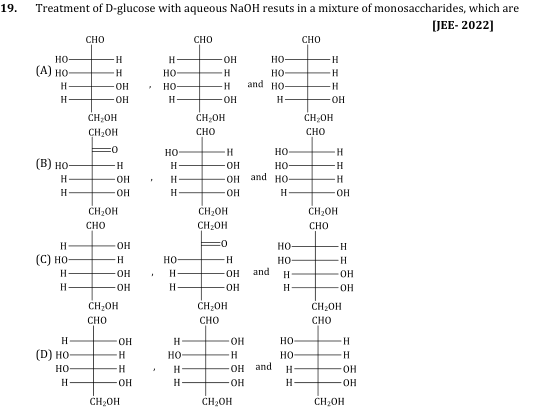 19. Treatment of D-glucose with aqueous NaOH resuts in a mixture of monosaccharides, which are
[JEE- 2022]
CHO CHO CHO
HO H H OH HO H
(A) HO H HO H HO H
H OH , HO H and HO H
H OH H OH H OH
CH₂OH CH₂OH CH₂OH
CH₂OH CHO CHO
O HO H HO H
(B) HO H H OH HO H
H OH , H OH and HO H
H OH H OH H OH
CH₂OH CH₂OH CH₂OH
CHO CH₂OH CHO
H OH O HO H
(C) HO H HO H HO H
H OH , H OH and H OH
H OH H OH H OH
CH₂OH CH₂OH CH₂OH
CHO CHO CHO
H OH H OH HO H
(D) HO H HO H HO H
HO H , H OH and H OH
H OH H OH H OH
CH₂OH CH₂OH CH₂OH